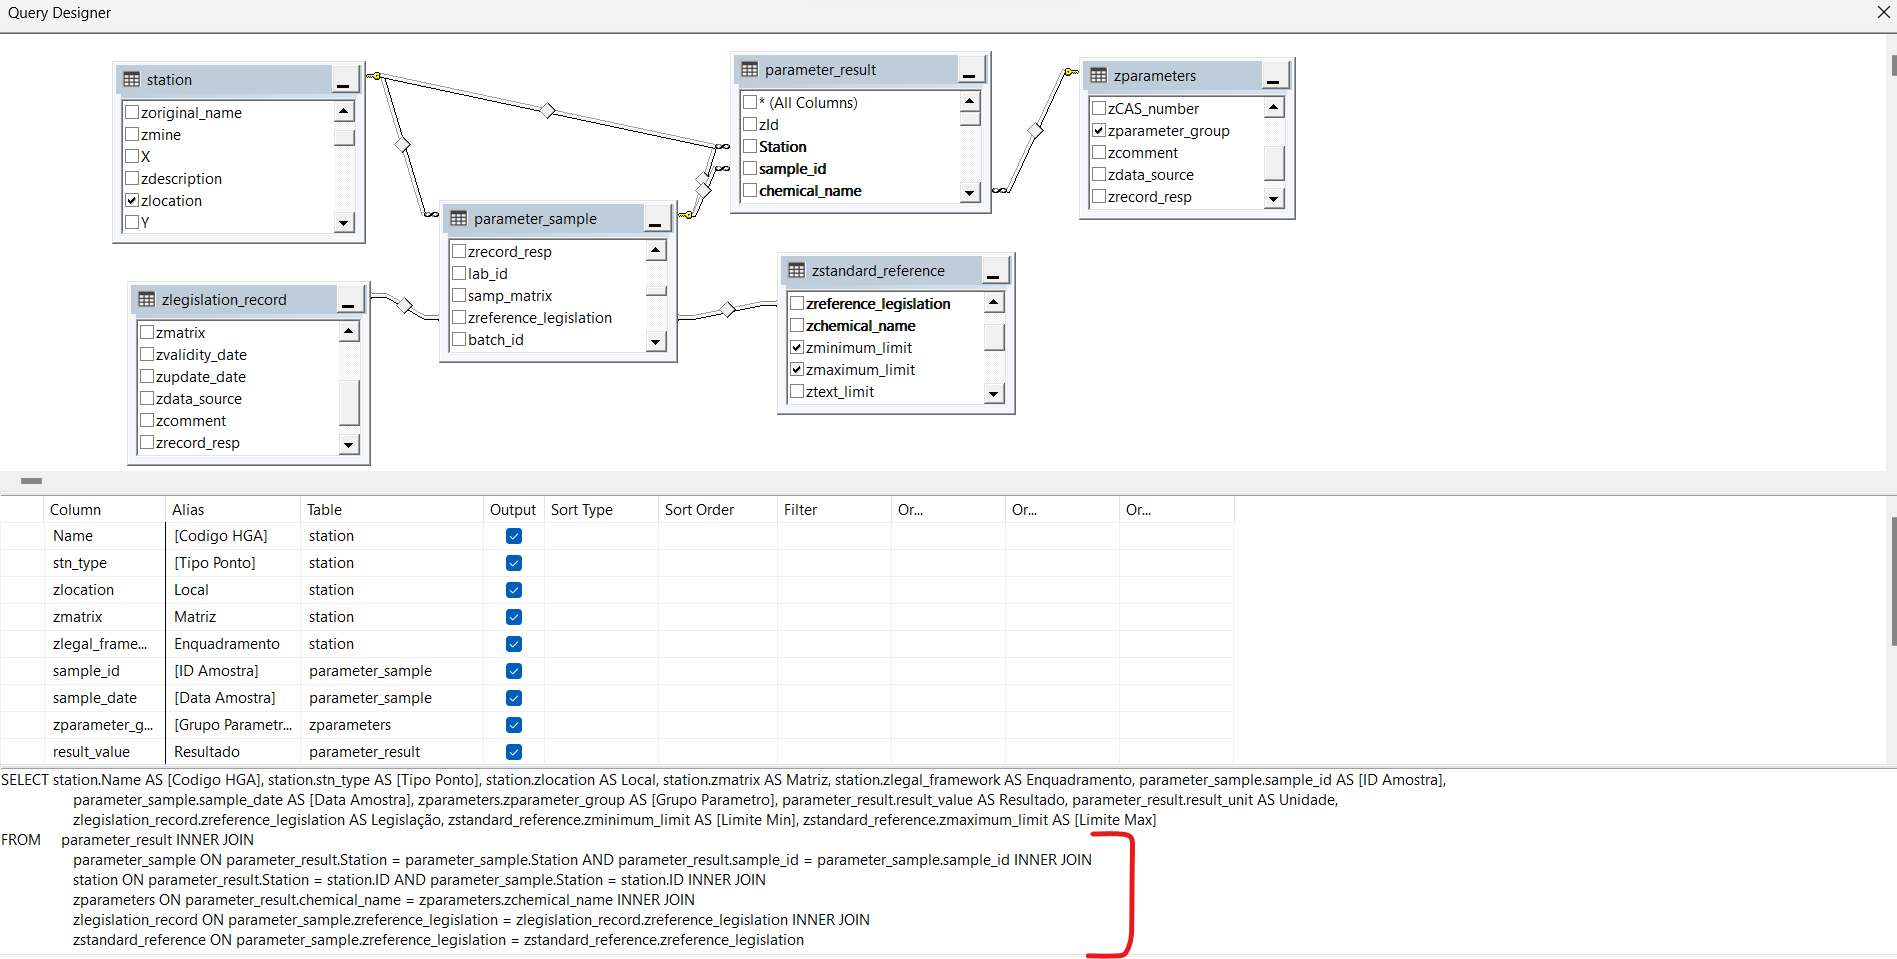 Query Designer
station
zoriginal_name
zmine
X
zdescription
zlocation
Y
parameter_result
* (All Columns)
zId
Station
sample_id
chemical_name
zparameters
zCAS_number
zparameter_group
zcomment
zdata_source
zrecord_resp
parameter_sample
zrecord_resp
lab_id
samp_matrix
zreference_legislation
batch_id
zstandard_reference
zreference_legislation
zchemical_name
zminimum_limit
zmaximum_limit
ztext_limit
zlegislation_record
zmatrix
zvalidity_date
zupdate_date
zdata_source
zcomment
zrecord_resp
Column Alias Table Output Sort Type Sort Order Filter Or... Or... Or...
Name [Codigo HGA] station
stn_type [Tipo Ponto] station
zlocation Local station
zmatrix Matriz station
zlegal_frame... Enquadramento station
sample_id [ID Amostra] parameter_sample
sample_date [Data Amostra] parameter_sample
zparameter_g... [Grupo Parametr... zparameters
result_value Resultado parameter_result
SELECT station.Name AS [Codigo HGA], station.stn_type AS [Tipo Ponto], station.zlocation AS Local, station.zmatrix AS Matriz, station.zlegal_framework AS Enquadramento, parameter_sample.sample_id AS [ID Amostra],
parameter_sample.sample_date AS [Data Amostra], zparameters.zparameter_group AS [Grupo Parametro], parameter_result.result_value AS Resultado, parameter_result.result_unit AS Unidade,
zlegislation_record.zreference_legislation AS Legislação, zstandard_reference.zminimum_limit AS [Limite Min], zstandard_reference.zmaximum_limit AS [Limite Max]
FROM parameter_result INNER JOIN
parameter_sample ON parameter_result.Station = parameter_sample.Station AND parameter_result.sample_id = parameter_sample.sample_id INNER JOIN
station ON parameter_result.Station = station.ID AND parameter_sample.Station = station.ID INNER JOIN
zparameters ON parameter_result.chemical_name = zparameters.zchemical_name INNER JOIN
zlegislation_record ON parameter_sample.zreference_legislation = zlegislation_record.zreference_legislation INNER JOIN
zstandard_reference ON parameter_sample.zreference_legislation = zstandard_reference.zreference_legislation